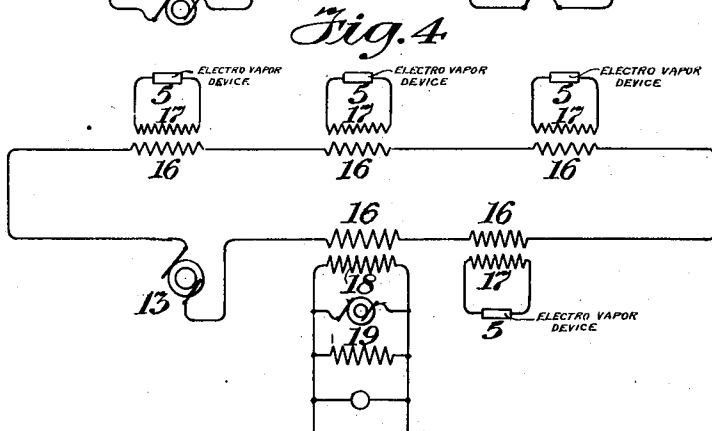 Fig. 4
ELECTRO VAPOR
DEVICE
ELECTRO VAPOR
DEVICE
ELECTRO VAPOR
DEVICE
5
5
5
17
17
17
16
16
16
16
16
18
17
13
19
5
ELECTRO VAPOR
DEVICE